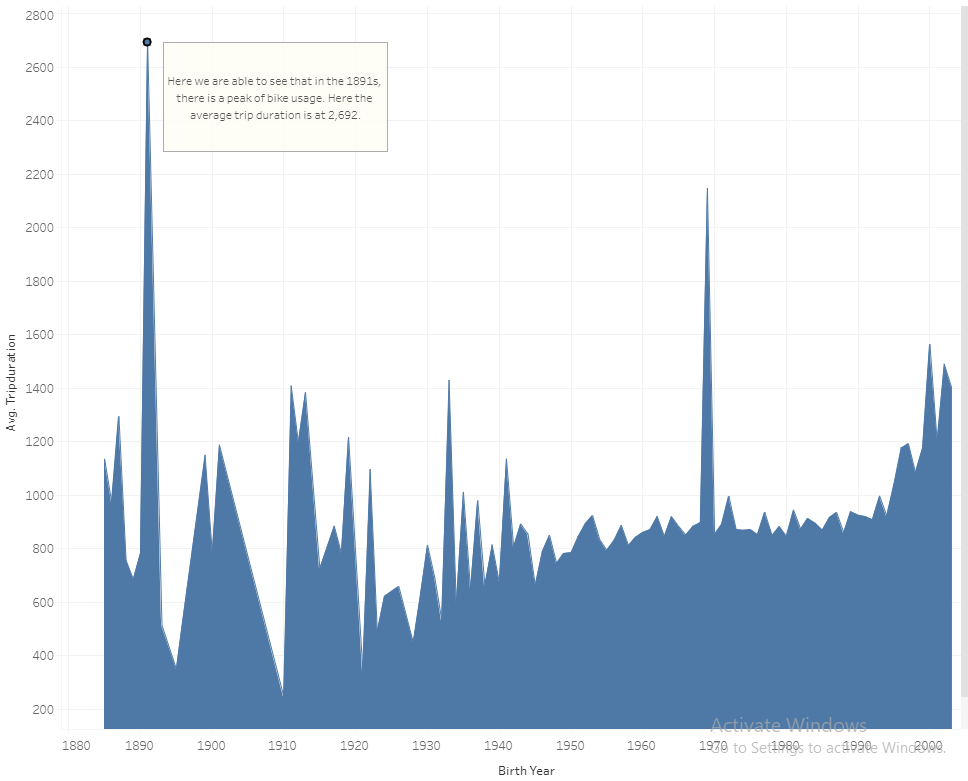 2800
2600
2400
2200
2000
1800
1600
1400
1200
1000
800
600
400
200
Avg. Tripduration
Here we are able to see that in the 1891s,
there is a peak of bike usage. Here the
average trip duration is at 2,692.
1880 1890 1900 1910 1920 1930 1940 1950 1960 1970 1980 1990 2000
Birth Year
Activate Windows
Go to Settings to activate Windows.